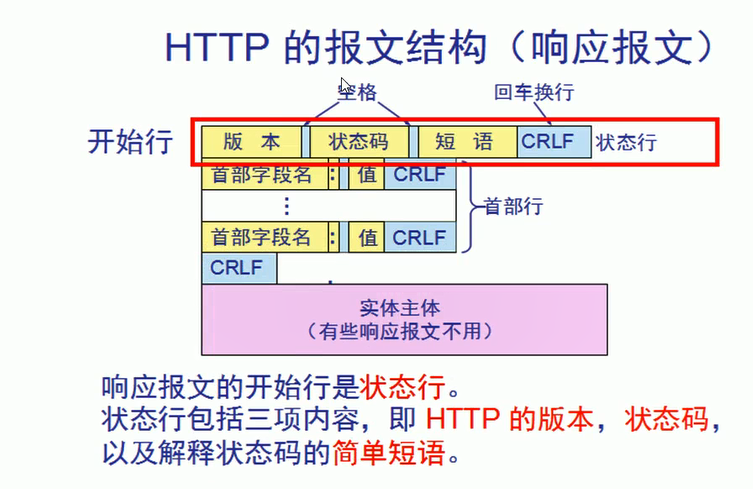 HTTP 的报文结构（响应报文）
空格
回车换行
开始行
版 本 状态码 短 语 CRLF 状态行
首部字段名 : 值 CRLF
⋮
首部行
首部字段名 : 值 CRLF
CRLF
实体主体
（有些响应报文不用）
响应报文的开始行是状态行。
状态行包括三项内容，即 HTTP 的版本，状态码，
以及解释状态码的简单短语。